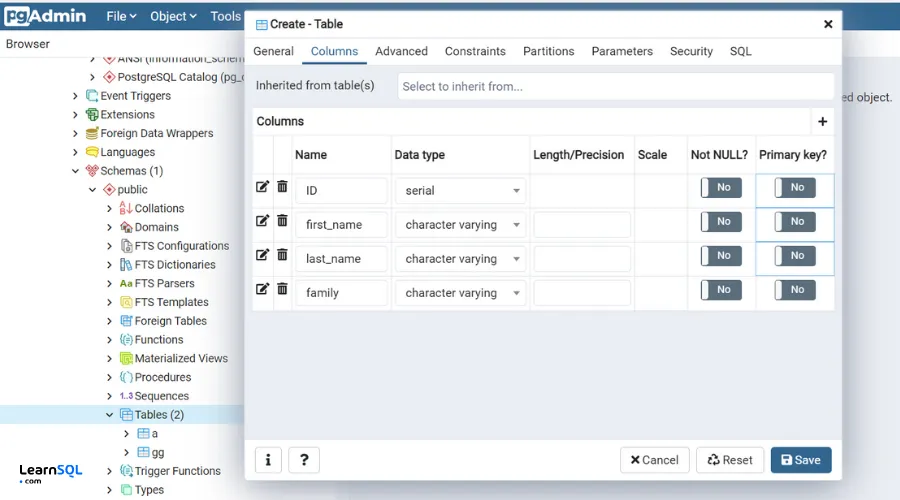 pgAdmin File Object Tools
Browser
ANSI (information_schem
PostgreSQL Catalog (pg_c
Event Triggers
Extensions
Foreign Data Wrappers
Languages
Schemas (1)
public
Collations
Domains
FTS Configurations
FTS Dictionaries
Aa FTS Parsers
FTS Templates
Foreign Tables
Functions
Materialized Views
Procedures
1..3 Sequences
Tables (2)
a
gg
Trigger Functions
Types
LearnSQL
.com
Create - Table
General Columns Advanced Constraints Partitions Parameters Security SQL
Inherited from table(s) Select to inherit from...
ed object.
Columns
Name Data type Length/Precision Scale Not NULL? Primary key?
ID serial No No
first_name character varying No No
last_name character varying No No
family character varying No No
i ? Cancel Reset Save